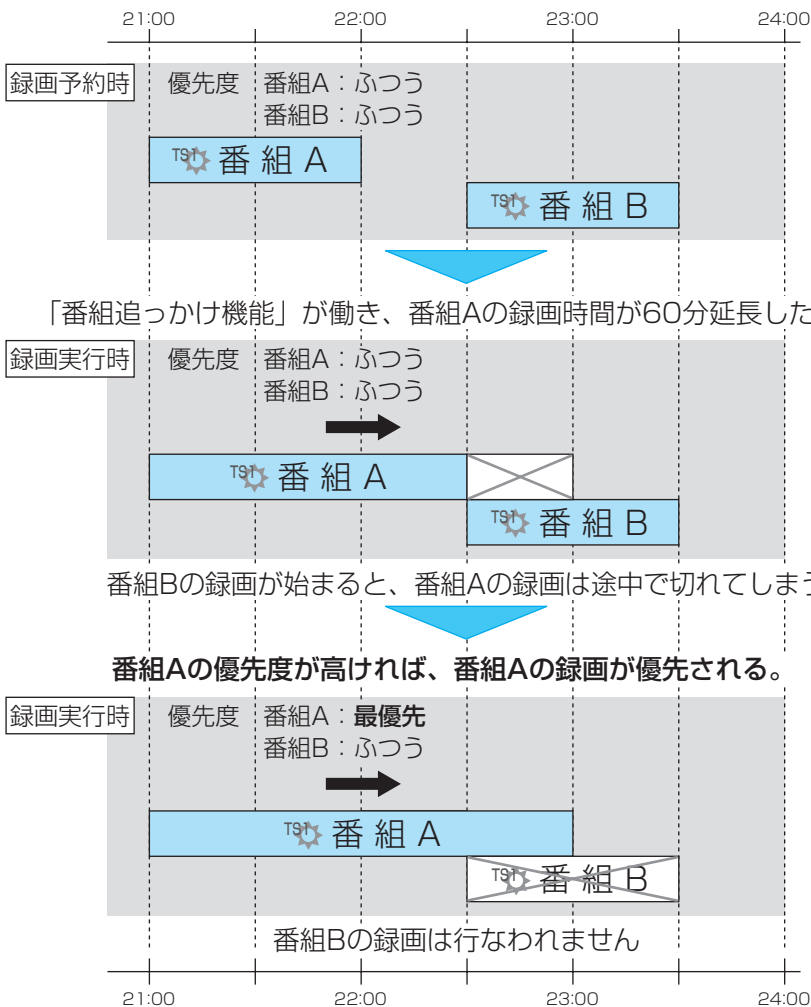 21:00 22:00 23:00 24:00
録画予約時 優先度 番組A：ふつう
番組B：ふつう
TS1 番組A
TS1 番組B
「番組追っかけ機能」が働き、番組Aの録画時間が60分延長した
録画実行時 優先度 番組A：ふつう
番組B：ふつう
TS1 番組A
TS1 番組B
番組Bの録画が始まると、番組Aの録画は途中で切れてしまう
番組Aの優先度が高ければ、番組Aの録画が優先される。
録画実行時 優先度 番組A：最優先
番組B：ふつう
TS1 番組A
TS1 番組B
番組Bの録画は行なわれません
21:00 22:00 23:00 24:00